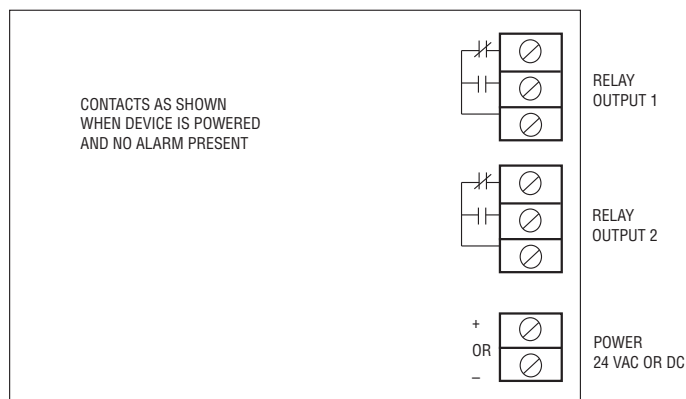 CONTACTS AS SHOWN
WHEN DEVICE IS POWERED
AND NO ALARM PRESENT
RELAY
OUTPUT 1
RELAY
OUTPUT 2
+
OR
–
POWER
24 VAC OR DC